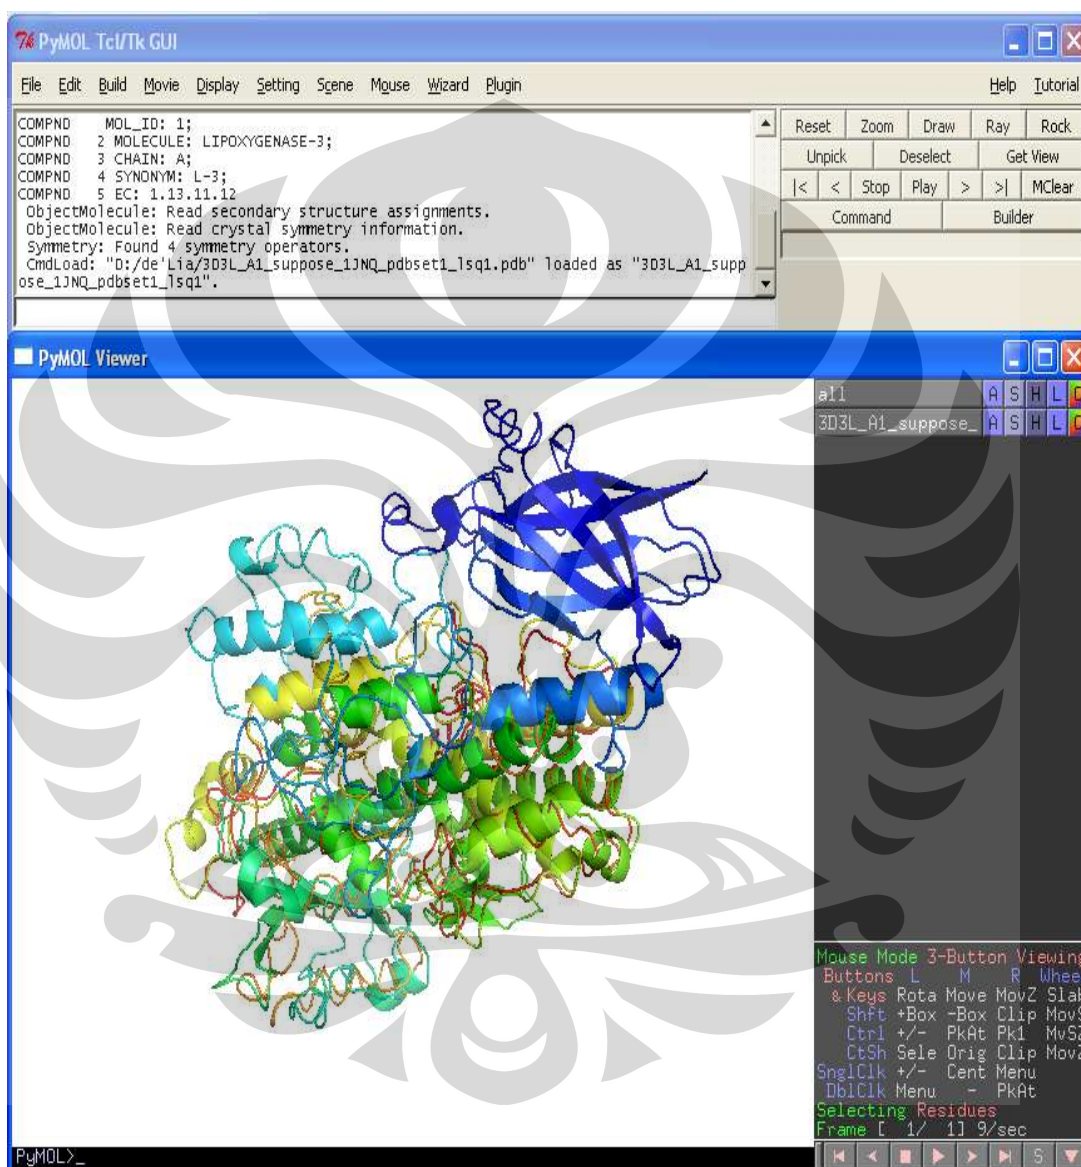 PyMOL Tcl/Tk GUI
File Edit Build Movie Display Setting Scene Mouse Wizard Plugin Help Tutorial
COMPND MOL_ID: 1;
COMPND 2 MOLECULE: LIPOXYGENASE-3;
COMPND 3 CHAIN: A;
COMPND 4 SYNONYM: L-3;
COMPND 5 EC: 1.13.11.12
ObjectMolecule: Read secondary structure assignments.
ObjectMolecule: Read crystal symmetry information.
Symmetry: Found 4 symmetry operators.
CmdLoad: "D:/de'Lia/3D3L_A1_suppose_1JNQ_pdbset1_lsq1.pdb" loaded as "3D3L_A1_supp
ose_1JNQ_pdbset1_lsq1".
Reset Zoom Draw Ray Rock
Unpick Deselect Get View
|< < Stop Play > >| MClear
Command Builder
PyMOL Viewer
all A S H L C
3D3L_A1_suppose_ A S H L C
Mouse Mode 3-Button Viewing
Buttons L M R Whee
& Keys Rota Move MovZ Slab
Shft +Box -Box Clip MovS
Ctrl +/- PkAt Pk1 MvSZ
CtSh Sele Orig Clip MovZ
SnglClk +/- Cent Menu
DblClk Menu - PkAt
Selecting Residues
Frame [ 1/ 1] 9/sec
PyMOL>_
S